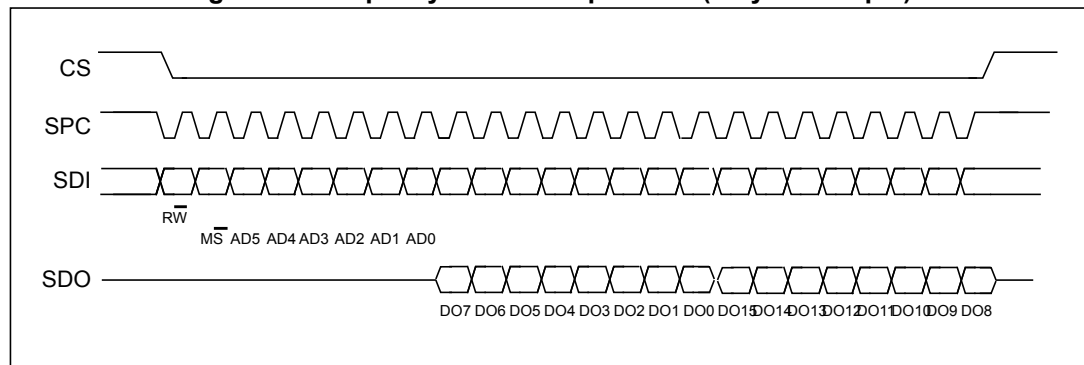 CS
SPC
SDI
RW
MS AD5 AD4 AD3 AD2 AD1 AD0
SDO
DO7 DO6 DO5 DO4 DO3 DO2 DO1 DO0 DO15 DO14 DO13 DO12 DO11 DO10 DO9 DO8